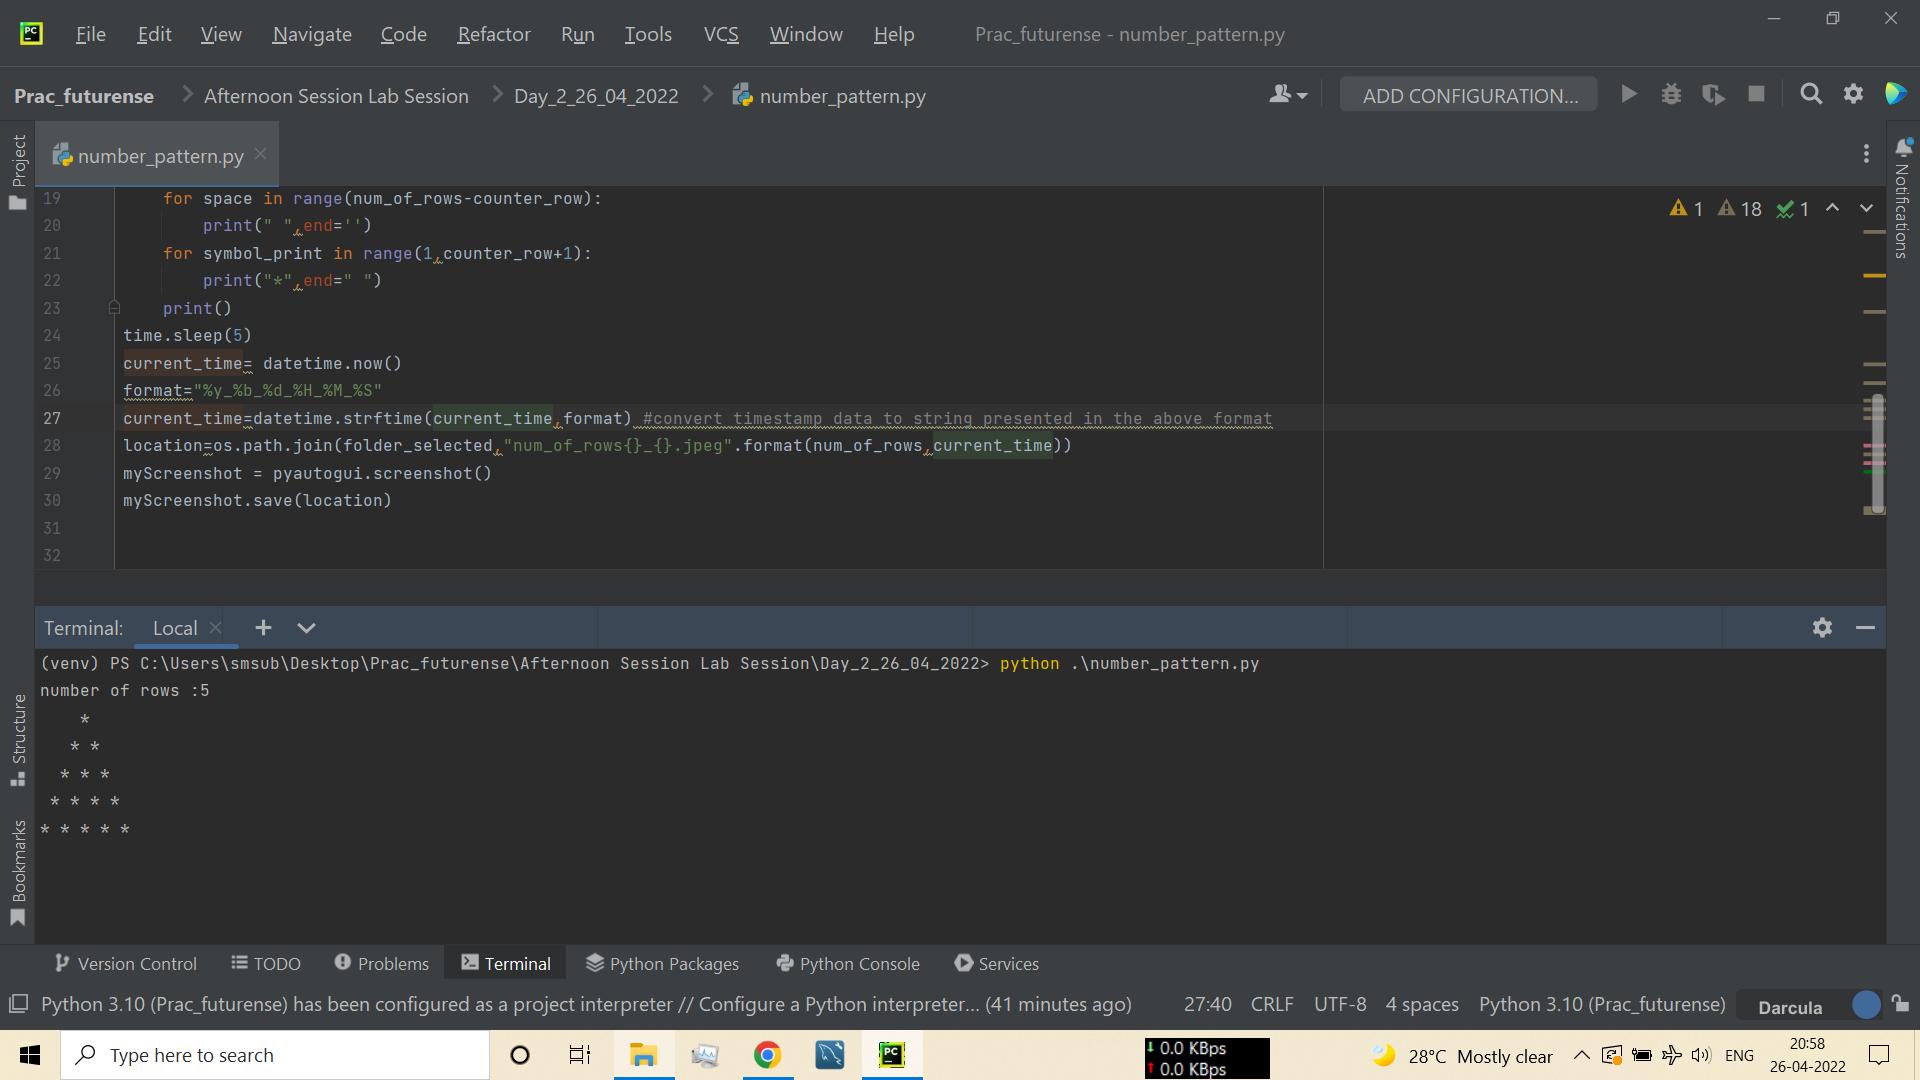 PC File Edit View Navigate Code Refactor Run Tools VCS Window Help Prac_futurense - number_pattern.py
Prac_futurense Afternoon Session Lab Session Day_2_26_04_2022 number_pattern.py ADD CONFIGURATION...
Project
number_pattern.py
Notifications
1 18 1
19 for space in range(num_of_rows-counter_row):
20 print(" ",end='')
21 for symbol_print in range(1,counter_row+1):
22 print("*",end=" ")
23 print()
24 time.sleep(5)
25 current_time= datetime.now()
26 format="%y_%b_%d_%H_%M_%S"
27 current_time=datetime.strftime(current_time,format) #convert timestamp data to string presented in the above format
28 location=os.path.join(folder_selected,"num_of_rows{}_{}.jpeg".format(num_of_rows,current_time))
29 myScreenshot = pyautogui.screenshot()
30 myScreenshot.save(location)
31
32
Terminal: Local
(venv) PS C:\Users\smsub\Desktop\Prac_futurense\Afternoon Session Lab Session\Day_2_26_04_2022> python .\number_pattern.py
number of rows :5
    *
   * *
  * * *
 * * * *
* * * * *
Structure
Bookmarks
Version Control TODO Problems Terminal Python Packages Python Console Services
Python 3.10 (Prac_futurense) has been configured as a project interpreter // Configure a Python interpreter... (41 minutes ago) 27:40 CRLF UTF-8 4 spaces Python 3.10 (Prac_futurense) Darcula
Type here to search
PC
0.0 KBps
0.0 KBps
28°C Mostly clear ENG
20:58
26-04-2022